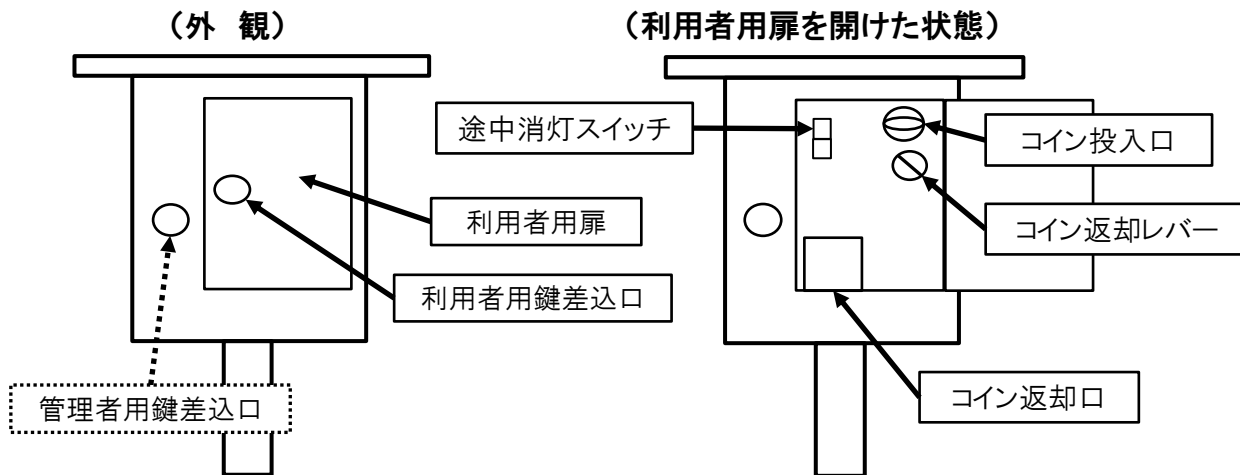 （外　観）
（利用者用扉を開けた状態）
途中消灯スイッチ
コイン投入口
利用者用扉
コイン返却レバー
利用者用鍵差込口
管理者用鍵差込口
コイン返却口